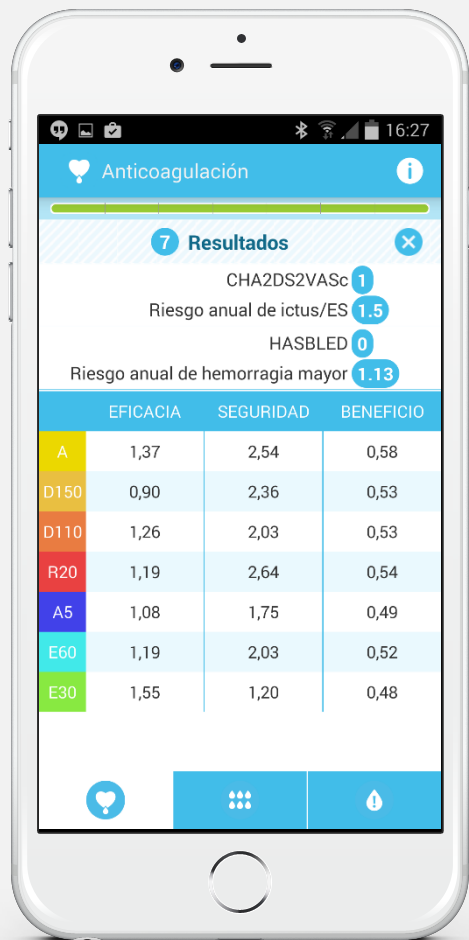 16:27
Anticoagulación
i
7 Resultados
CHA2DS2VASc 1
Riesgo anual de ictus/ES 1.5
HASBLED 0
Riesgo anual de hemorragia mayor 1.13
EFICACIA SEGURIDAD BENEFICIO
A 1,37 2,54 0,58
D150 0,90 2,36 0,53
D110 1,26 2,03 0,53
R20 1,19 2,64 0,54
A5 1,08 1,75 0,49
E60 1,19 2,03 0,52
E30 1,55 1,20 0,48